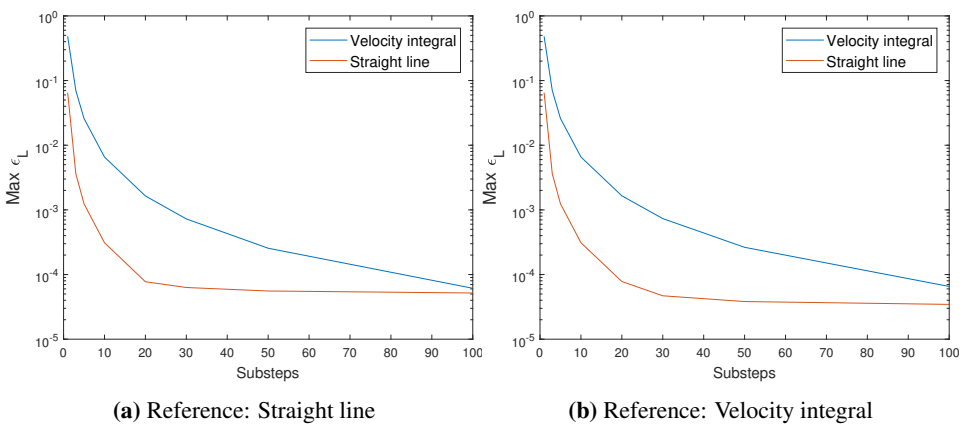 10^0
10^-1
10^-2
10^-3
10^-4
10^-5
Max ϵ_L
0 10 20 30 40 50 60 70 80 90 100
Substeps
Velocity integral
Straight line
(a) Reference: Straight line
10^0
10^-1
10^-2
10^-3
10^-4
10^-5
Max ϵ_L
0 10 20 30 40 50 60 70 80 90 100
Substeps
Velocity integral
Straight line
(b) Reference: Velocity integral